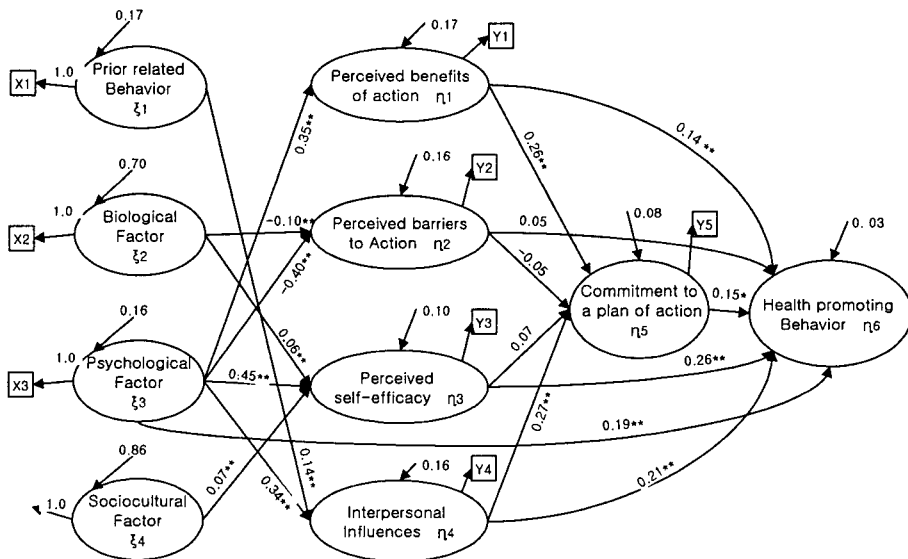 0.17
X1
1.0
Prior related
Behavior
ξ1
0.70
X2
1.0
Biological
Factor
ξ2
0.16
X3
1.0
Psychological
Factor
ξ3
0.86
1.0
Sociocultural
Factor
ξ4
0.35**
-0.10**
-0.40**
0.06**
0.45**
0.07**
0.34**
0.14**
0.17
Y1
Perceived benefits
of action η1
0.16
Y2
Perceived barriers
to Action η2
0.10
Y3
Perceived
self-efficacy η3
0.16
Y4
Interpersonal
Influences η4
0.26**
0.05
-0.05
0.07
0.27**
0.14**
0.08
Y5
Commitment to
a plan of action
η5
0.15*
0.26**
0.19**
0.21**
0.03
Health promoting
Behavior η6